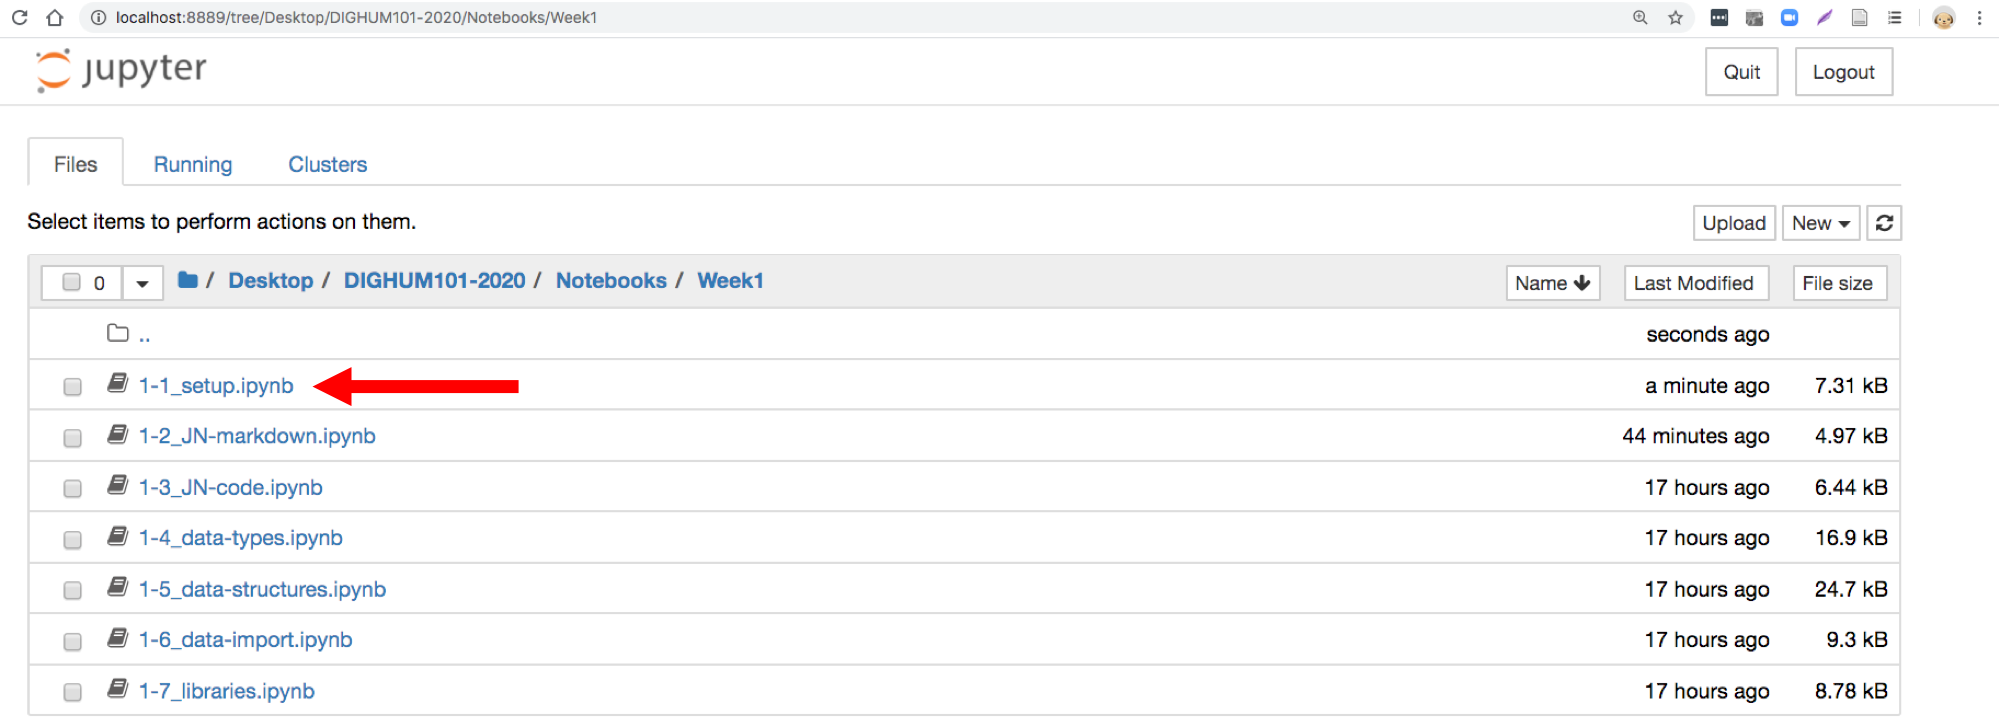 localhost:8889/tree/Desktop/DIGHUM101-2020/Notebooks/Week1
jupyter
Quit Logout
Files Running Clusters
Select items to perform actions on them.
Upload New
0 / Desktop / DIGHUM101-2020 / Notebooks / Week1 Name Last Modified File size
.. seconds ago
1-1_setup.ipynb a minute ago 7.31 kB
1-2_JN-markdown.ipynb 44 minutes ago 4.97 kB
1-3_JN-code.ipynb 17 hours ago 6.44 kB
1-4_data-types.ipynb 17 hours ago 16.9 kB
1-5_data-structures.ipynb 17 hours ago 24.7 kB
1-6_data-import.ipynb 17 hours ago 9.3 kB
1-7_libraries.ipynb 17 hours ago 8.78 kB